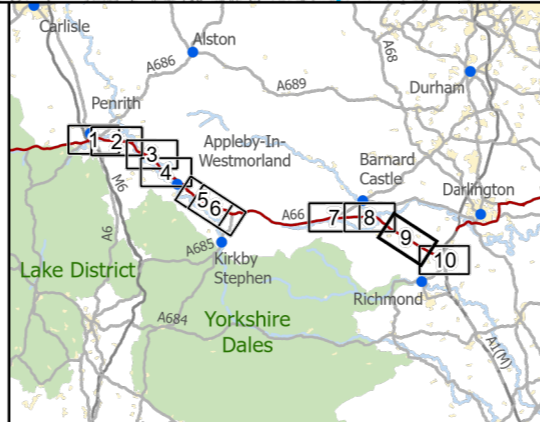 Carlisle
Alston
A686
A68
A689
Durham
Penrith
1
2
3
4
5
6
Appleby-In-
Westmorland
Barnard
Castle
Darlington
M6
A66
7
8
9
10
A6
A685
Lake District
Kirkby
Stephen
Richmond
A684
Yorkshire
Dales
A1(M)